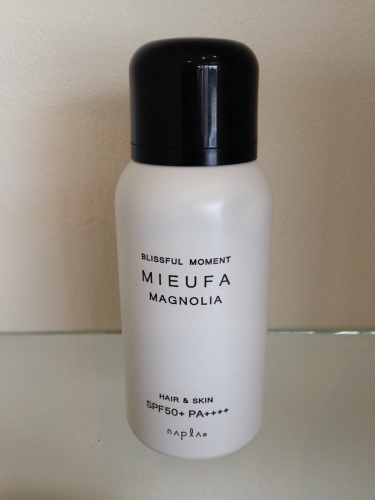 BLISSFUL MOMENT
MIEUFA
MAGNOLIA
HAIR & SKIN
SPF50+ PA++++
napla